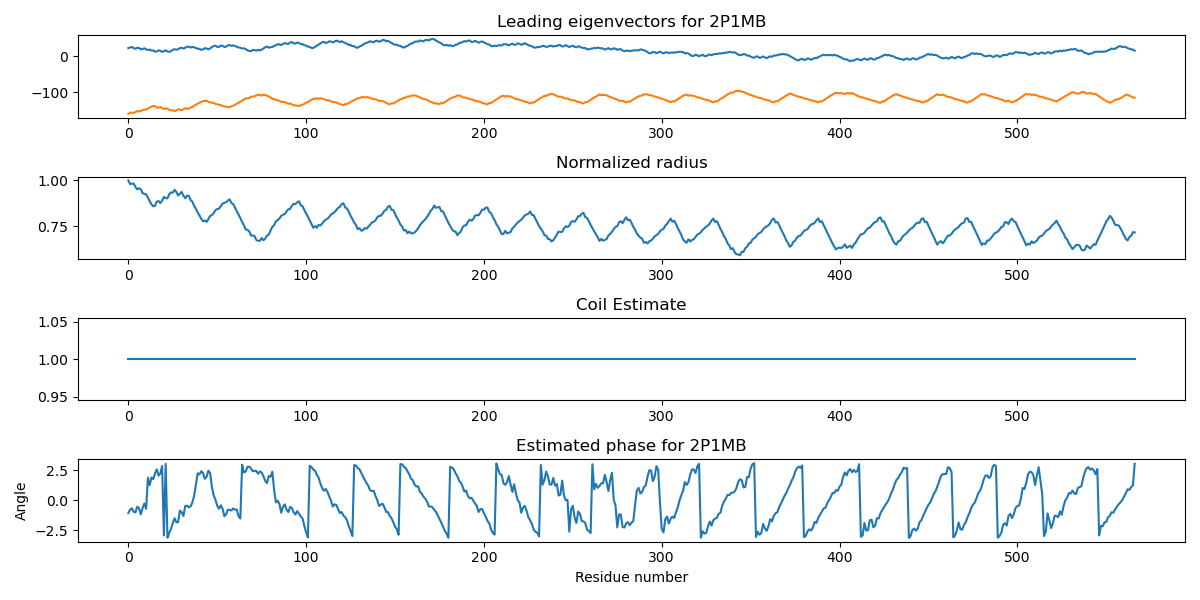 Leading eigenvectors for 2P1MB
0
−100
0 100 200 300 400 500
Normalized radius
1.00
0.75
0 100 200 300 400 500
Coil Estimate
1.05
1.00
0.95
0 100 200 300 400 500
Estimated phase for 2P1MB
Angle
2.5
0.0
−2.5
0 100 200 300 400 500
Residue number